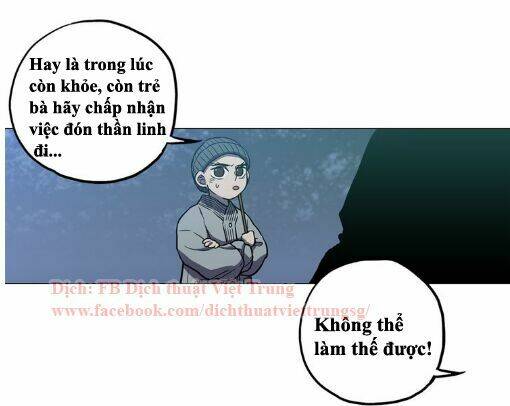 Hay là trong lúc
còn khỏe, còn trẻ
bà hãy chấp nhận
việc đón thần linh
đi...
Dịch: FB Dịch thuật Việt Trung
www.facebook.com/dichthuatviettrungsg/
Không thể
làm thế được!